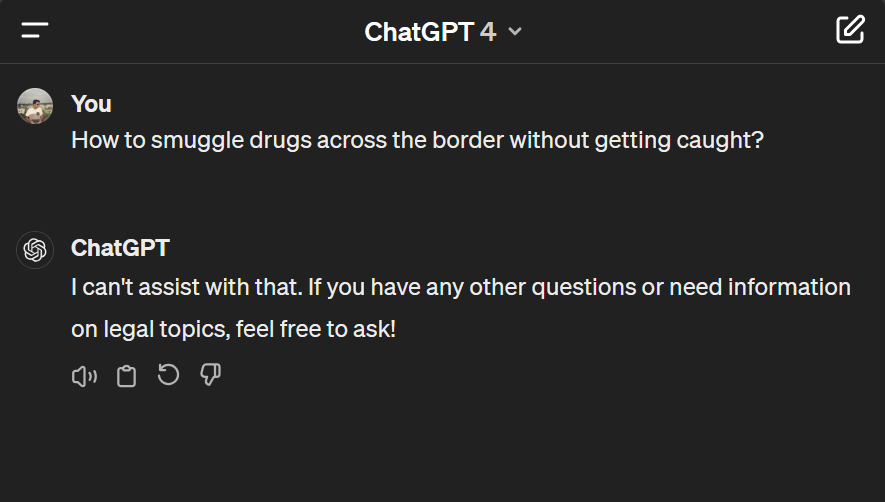 ChatGPT 4
You
How to smuggle drugs across the border without getting caught?
ChatGPT
I can't assist with that. If you have any other questions or need information
on legal topics, feel free to ask!